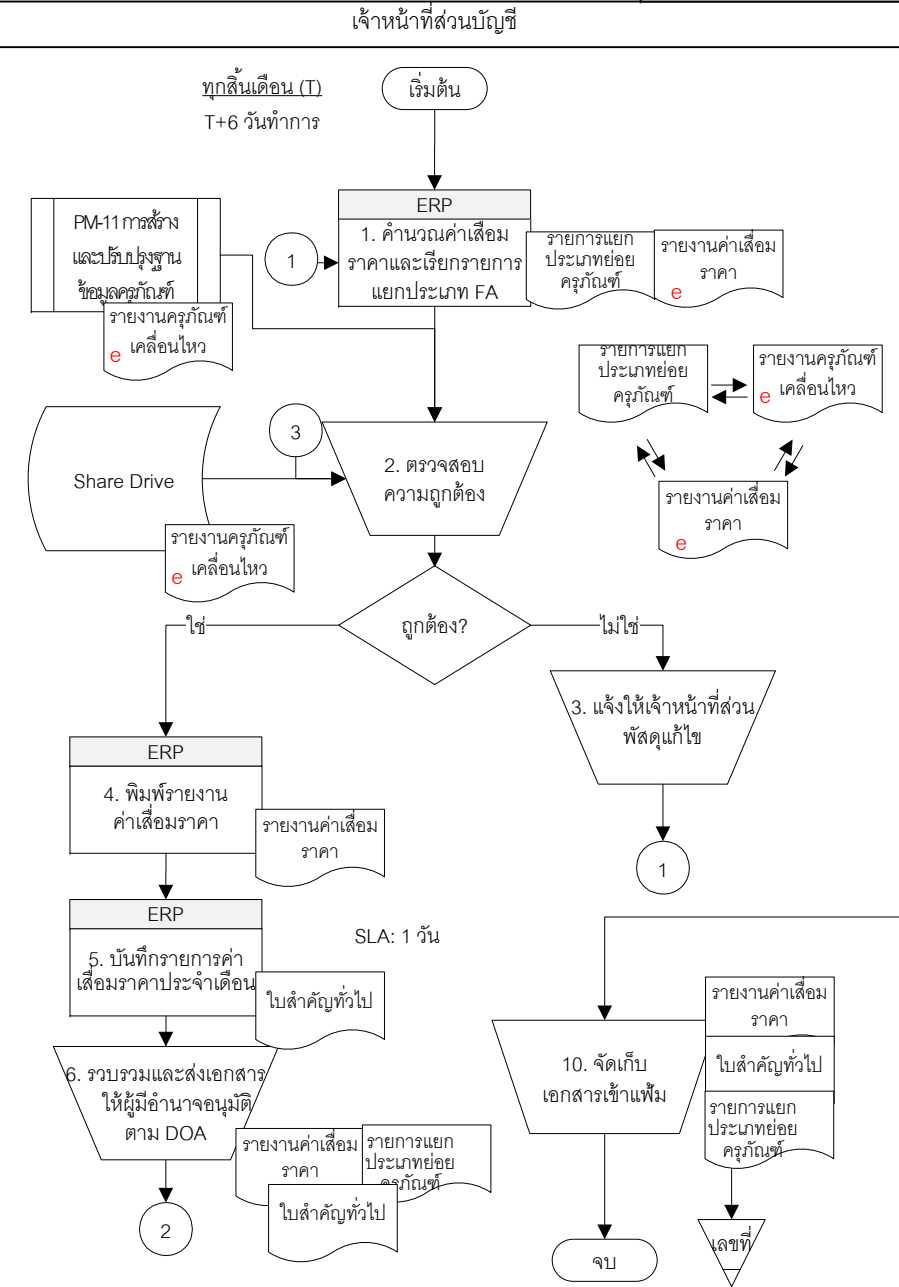 เจ้าหน้าที่ส่วนบัญชี
ทุกสิ้นเดือน (T)
T+6 วันทำการ
เริ่มต้น
PM-11 การสร้าง
และปรับปรุงฐาน
ข้อมูลครุภัณฑ์
รายงานครุภัณฑ์
เคลื่อนไหว
e
1
ERP
1. คำนวณค่าเสื่อม
ราคาและเรียกรายการ
แยกประเภท FA
รายการแยก
ประเภทย่อย
ครุภัณฑ์
รายงานค่าเสื่อม
ราคา
e
รายการแยก
ประเภทย่อย
ครุภัณฑ์
รายงานครุภัณฑ์
เคลื่อนไหว
e
รายงานค่าเสื่อม
ราคา
e
Share Drive
รายงานครุภัณฑ์
เคลื่อนไหว
e
3
2. ตรวจสอบ
ความถูกต้อง
ถูกต้อง?
ใช่
ไม่ใช่
3. แจ้งให้เจ้าหน้าที่ส่วน
พัสดุแก้ไข
1
ERP
4. พิมพ์รายงาน
ค่าเสื่อมราคา
รายงานค่าเสื่อม
ราคา
ERP
5. บันทึกรายการค่า
เสื่อมราคาประจำเดือน
SLA: 1 วัน
ใบสำคัญทั่วไป
6. รวบรวมและส่งเอกสาร
ให้ผู้มีอำนาจอนุมัติ
ตาม DOA
รายงานค่าเสื่อม
ราคา
รายการแยก
ประเภทย่อย
ครุภัณฑ์
ใบสำคัญทั่วไป
2
10. จัดเก็บ
เอกสารเข้าแฟ้ม
รายงานค่าเสื่อม
ราคา
ใบสำคัญทั่วไป
รายการแยก
ประเภทย่อย
ครุภัณฑ์
จบ
เลขที่